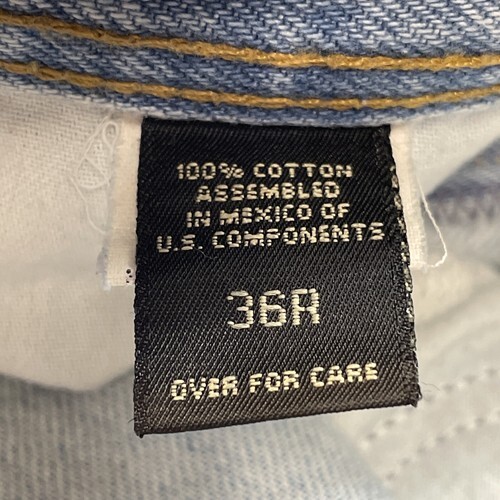 100% COTTON
ASSEMBLED
IN MEXICO OF
U.S. COMPONENTS
36R
OVER FOR CARE